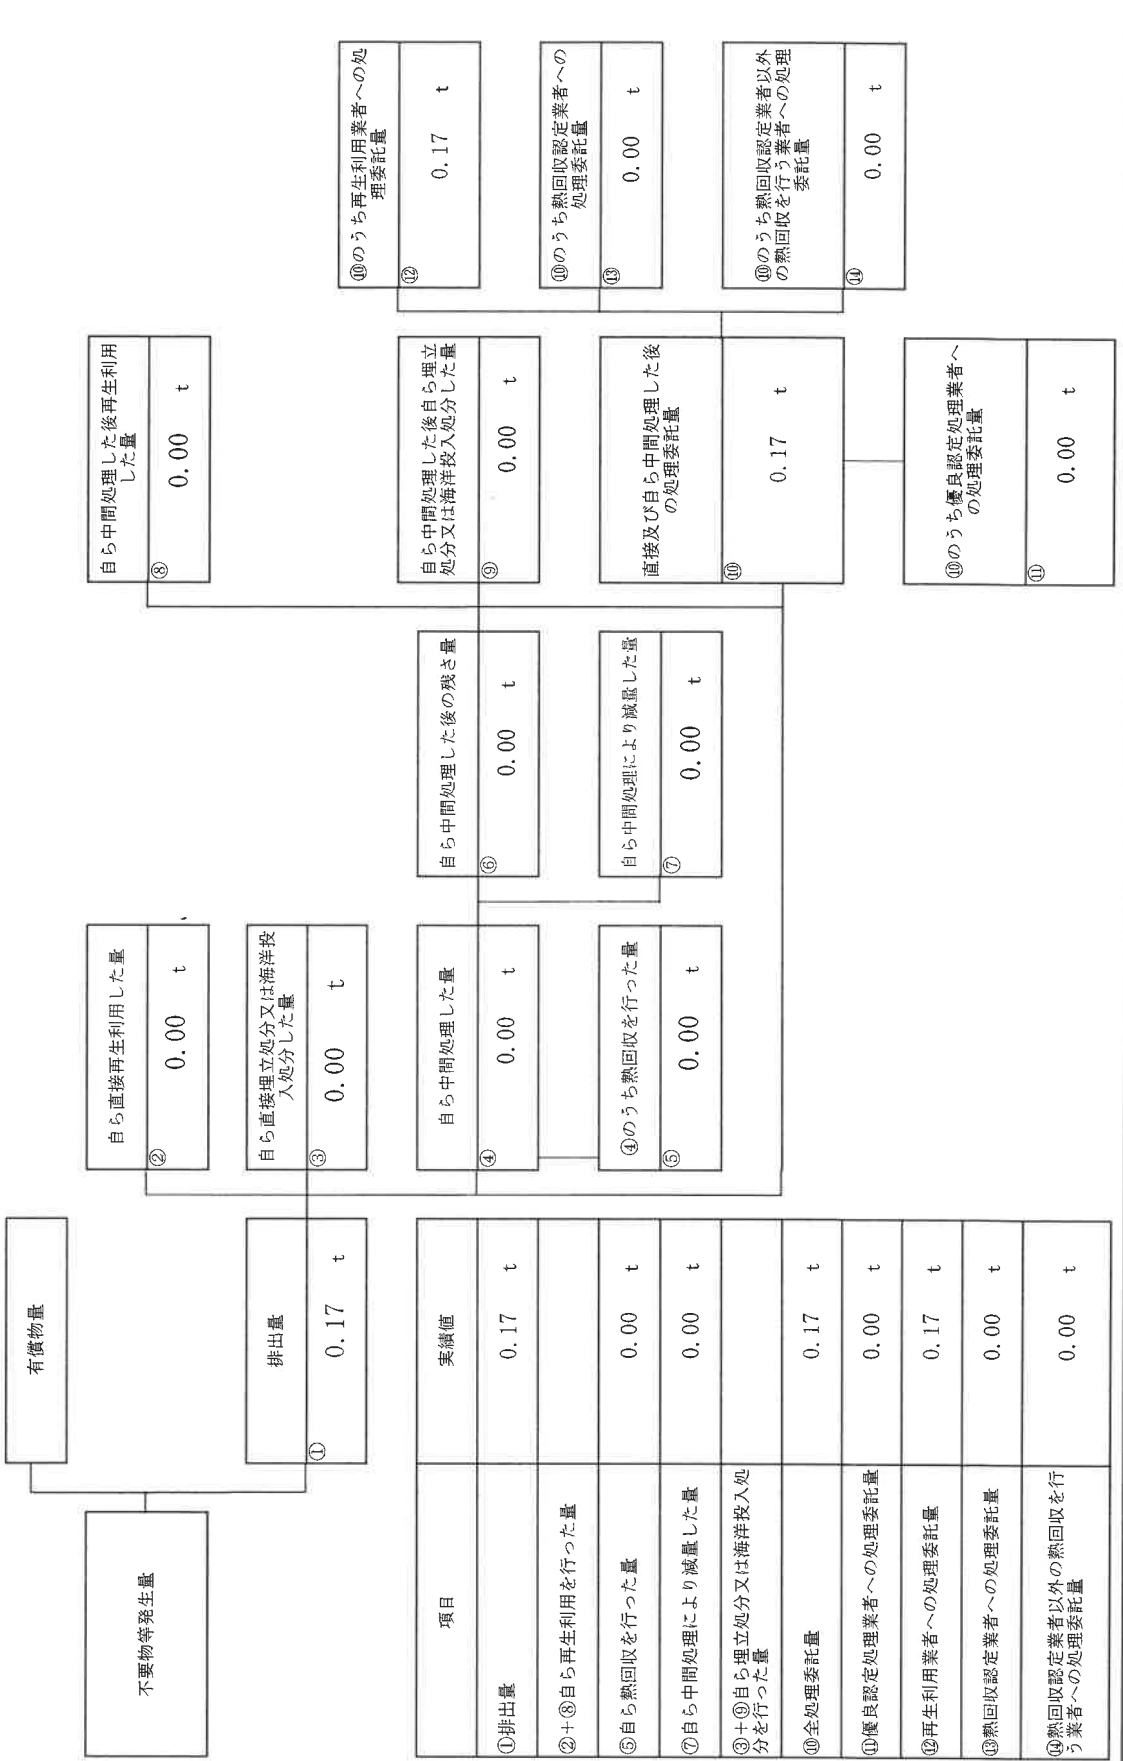 不要物等発生量
有償物量
排出量
①
0.17 t
自ら直接再生利用した量
②
0.00 t
自ら直接埋立処分又は海洋投
入処分した量
③
0.00 t
自ら中間処理した量
④
0.00 t
④のうち熱回収を行った量
⑤
0.00 t
自ら中間処理した後の残さ量
⑥
0.00 t
自ら中間処理により減量した量
⑦
0.00 t
自ら中間処理した後再生利用
した量
⑧
0.00 t
自ら中間処理した後自ら埋立
処分又は海洋投入処分した量
⑨
0.00 t
直接及び自ら中間処理した後
の処理委託量
⑩
0.17 t
⑩のうち優良認定処理業者へ
の処理委託量
⑪
0.00 t
⑩のうち再生利用業者への処
理委託量
⑫
0.17 t
⑩のうち熱回収認定業者への
処理委託量
⑬
0.00 t
⑩のうち熱回収認定業者以外
の熱回収を行う業者への処理
委託量
⑭
0.00 t
項目 実績値
①排出量 0.17 t
②+⑧自ら再生利用を行った量
⑤自ら熱回収を行った量 0.00 t
⑦自ら中間処理により減量した量 0.00 t
③+⑨自ら埋立処分又は海洋投入処
分を行った量
⑩全処理委託量 0.17 t
⑪優良認定処理業者への処理委託量 0.00 t
⑫再生利用業者への処理委託量 0.17 t
⑬熱回収認定業者への処理委託量 0.00 t
⑭熱回収認定業者以外の熱回収を行
う業者への処理委託量 0.00 t